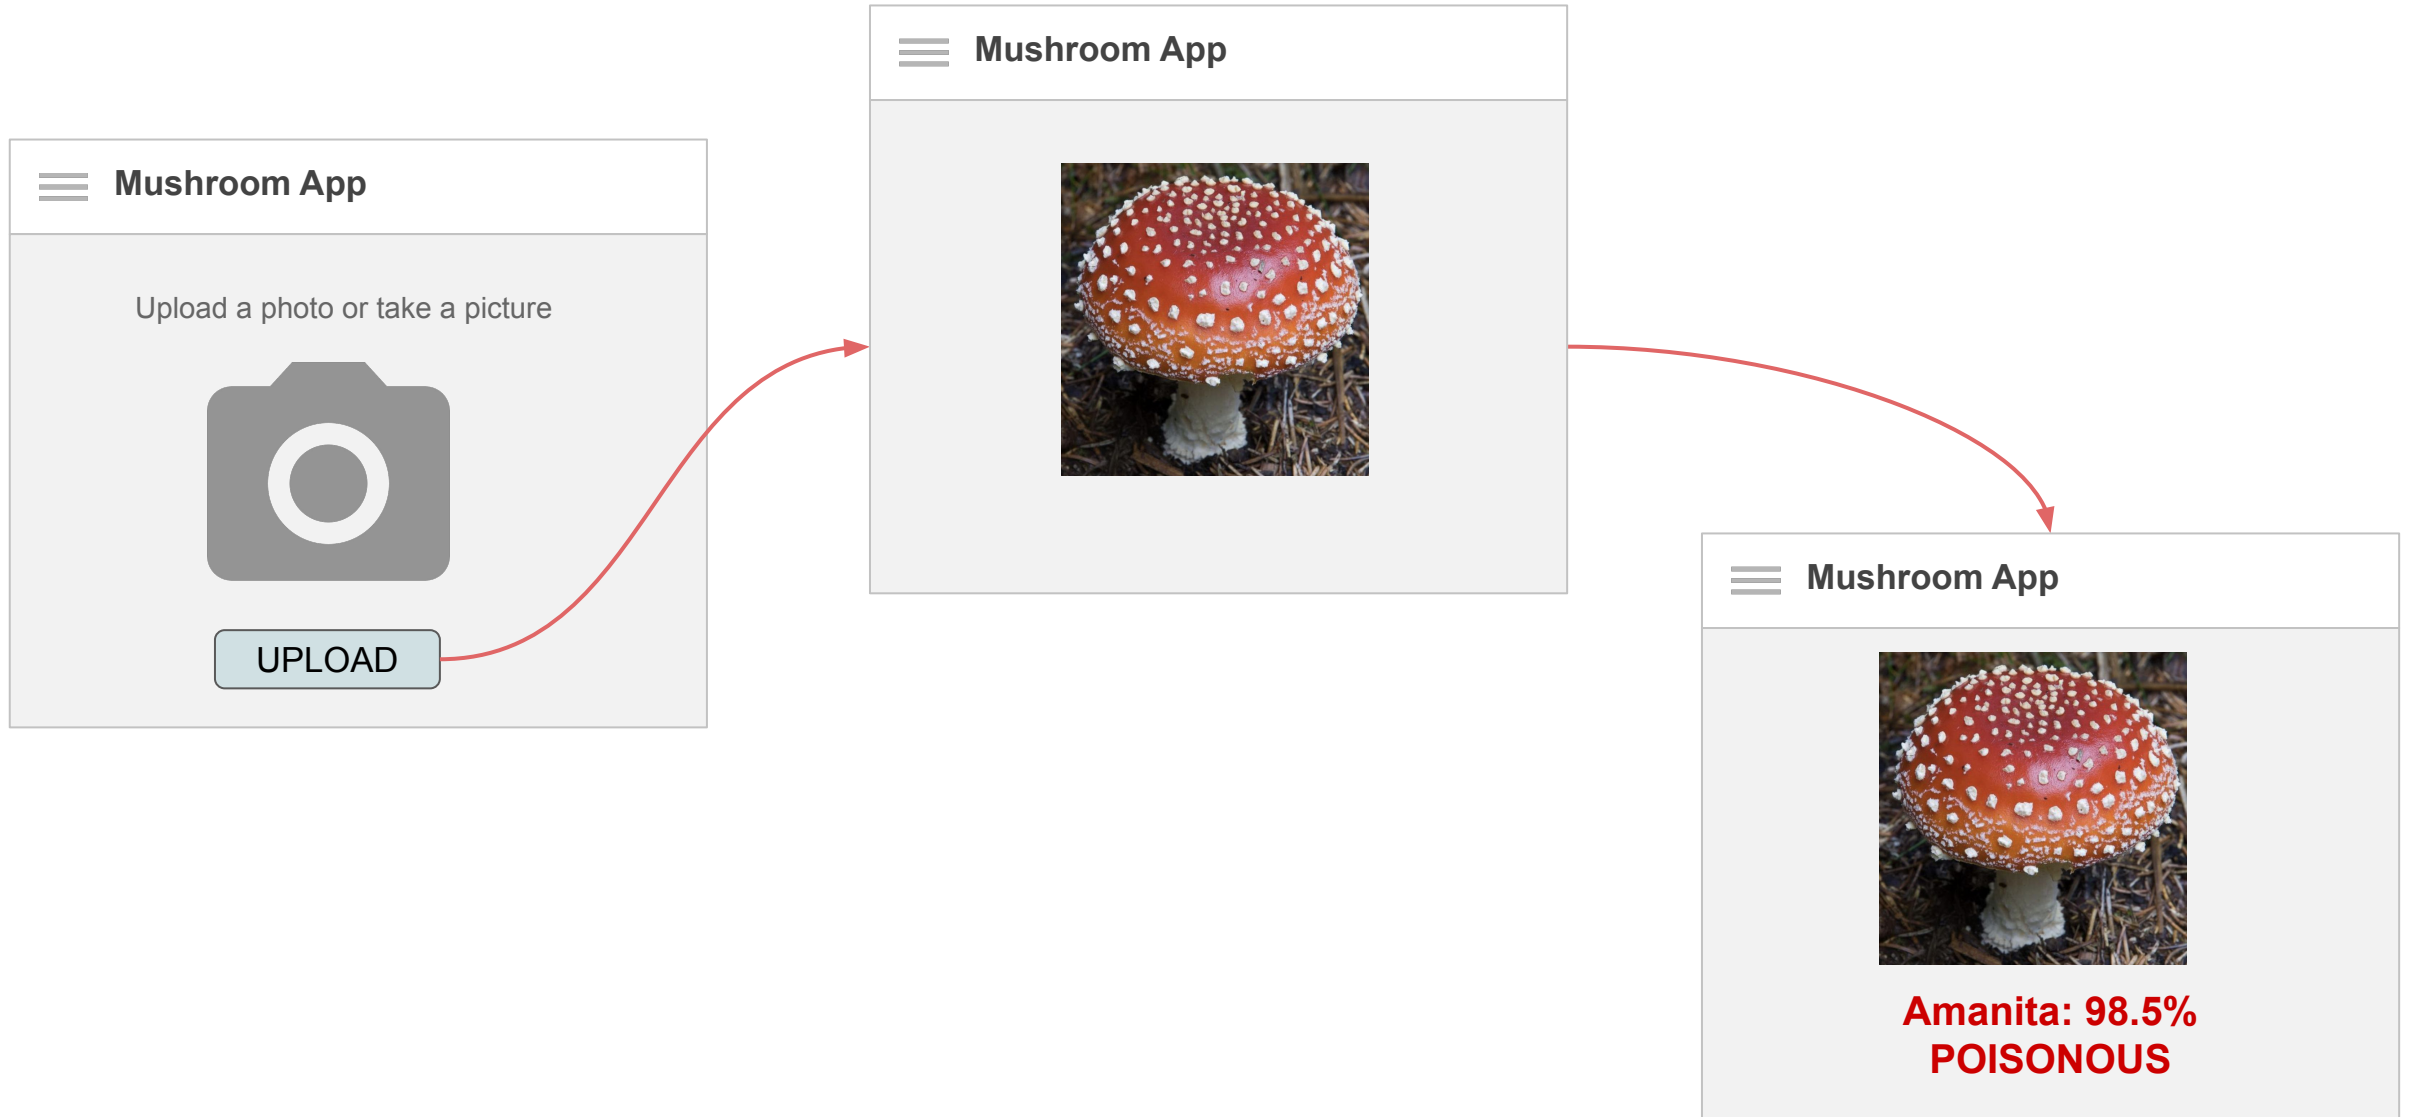 Mushroom App
Upload a photo or take a picture
UPLOAD
Mushroom App
Mushroom App
Amanita: 98.5%
POISONOUS